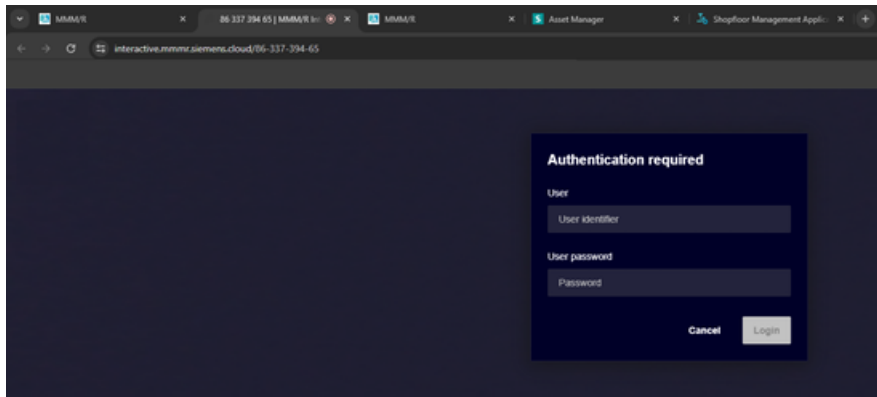 MMM/R
86 337 394 65 | MMM/R Int
MMM/R
Asset Manager
Shopfloor Management Applic
interactive.mmmr.siemens.cloud/86-337-394-65
Authentication required
User
User identifier
User password
Password
Cancel
Login